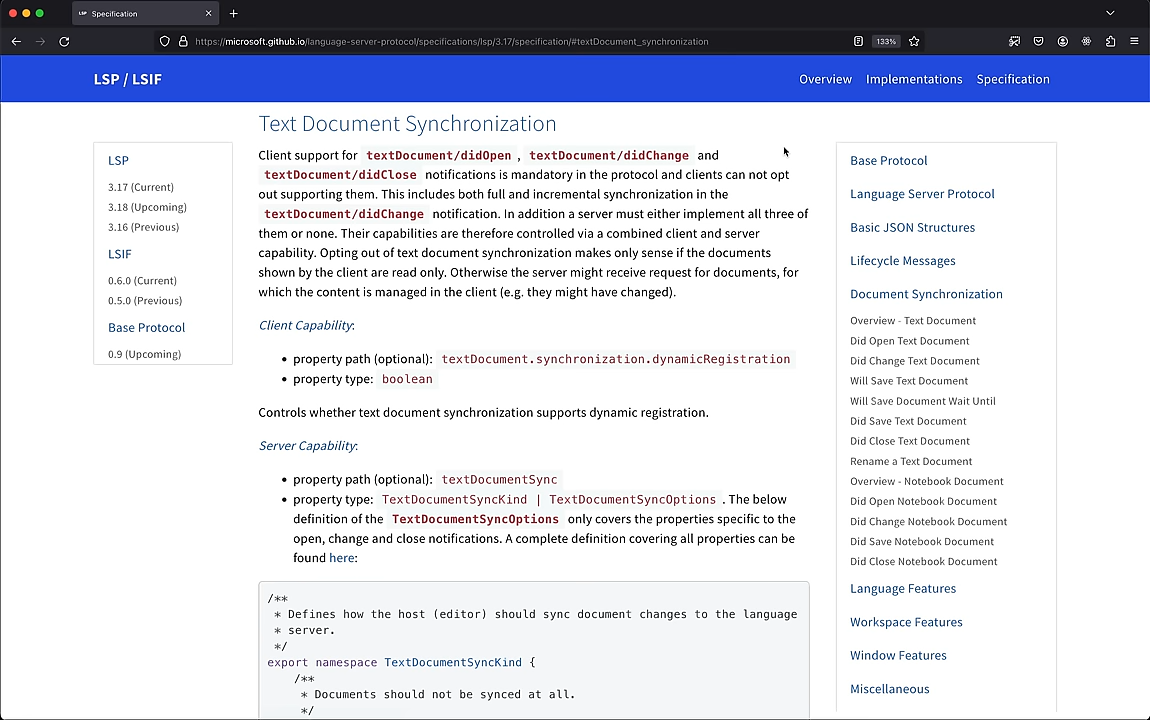 LSP Specification
https://microsoft.github.io/language-server-protocol/specifications/lsp/3.17/specification/#textDocument_synchronization
133%
LSP / LSIF
Overview
Implementations
Specification
LSP
3.17 (Current)
3.18 (Upcoming)
3.16 (Previous)
LSIF
0.6.0 (Current)
0.5.0 (Previous)
Base Protocol
0.9 (Upcoming)
Text Document Synchronization
Client support for textDocument/didOpen , textDocument/didChange and
textDocument/didClose notifications is mandatory in the protocol and clients can not opt
out supporting them. This includes both full and incremental synchronization in the
textDocument/didChange notification. In addition a server must either implement all three of
them or none. Their capabilities are therefore controlled via a combined client and server
capability. Opting out of text document synchronization makes only sense if the documents
shown by the client are read only. Otherwise the server might receive request for documents, for
which the content is managed in the client (e.g. they might have changed).
Client Capability:
• property path (optional): textDocument.synchronization.dynamicRegistration
• property type: boolean
Controls whether text document synchronization supports dynamic registration.
Server Capability:
• property path (optional): textDocumentSync
• property type: TextDocumentSyncKind | TextDocumentSyncOptions . The below
definition of the TextDocumentSyncOptions only covers the properties specific to the
open, change and close notifications. A complete definition covering all properties can be
found here:
/**
* Defines how the host (editor) should sync document changes to the language
* server.
*/
export namespace TextDocumentSyncKind {
/**
* Documents should not be synced at all.
*/
Base Protocol
Language Server Protocol
Basic JSON Structures
Lifecycle Messages
Document Synchronization
Overview - Text Document
Did Open Text Document
Did Change Text Document
Will Save Text Document
Will Save Document Wait Until
Did Save Text Document
Did Close Text Document
Rename a Text Document
Overview - Notebook Document
Did Open Notebook Document
Did Change Notebook Document
Did Save Notebook Document
Did Close Notebook Document
Language Features
Workspace Features
Window Features
Miscellaneous